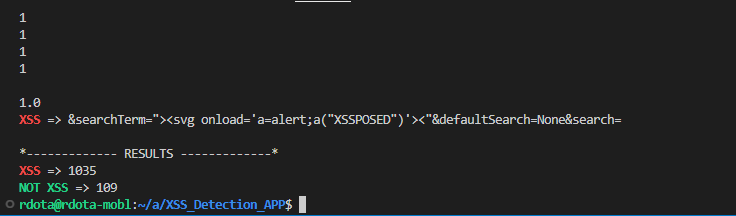 1
1
1
1
1.0
XSS => &searchTerm="><svg onload='a=alert;a("XSSPOSED")'><"&defaultSearch=None&search=
*------------- RESULTS -------------*
XSS => 1035
NOT XSS => 109
rdota@rdota-mobl:~/a/XSS_Detection_APP$